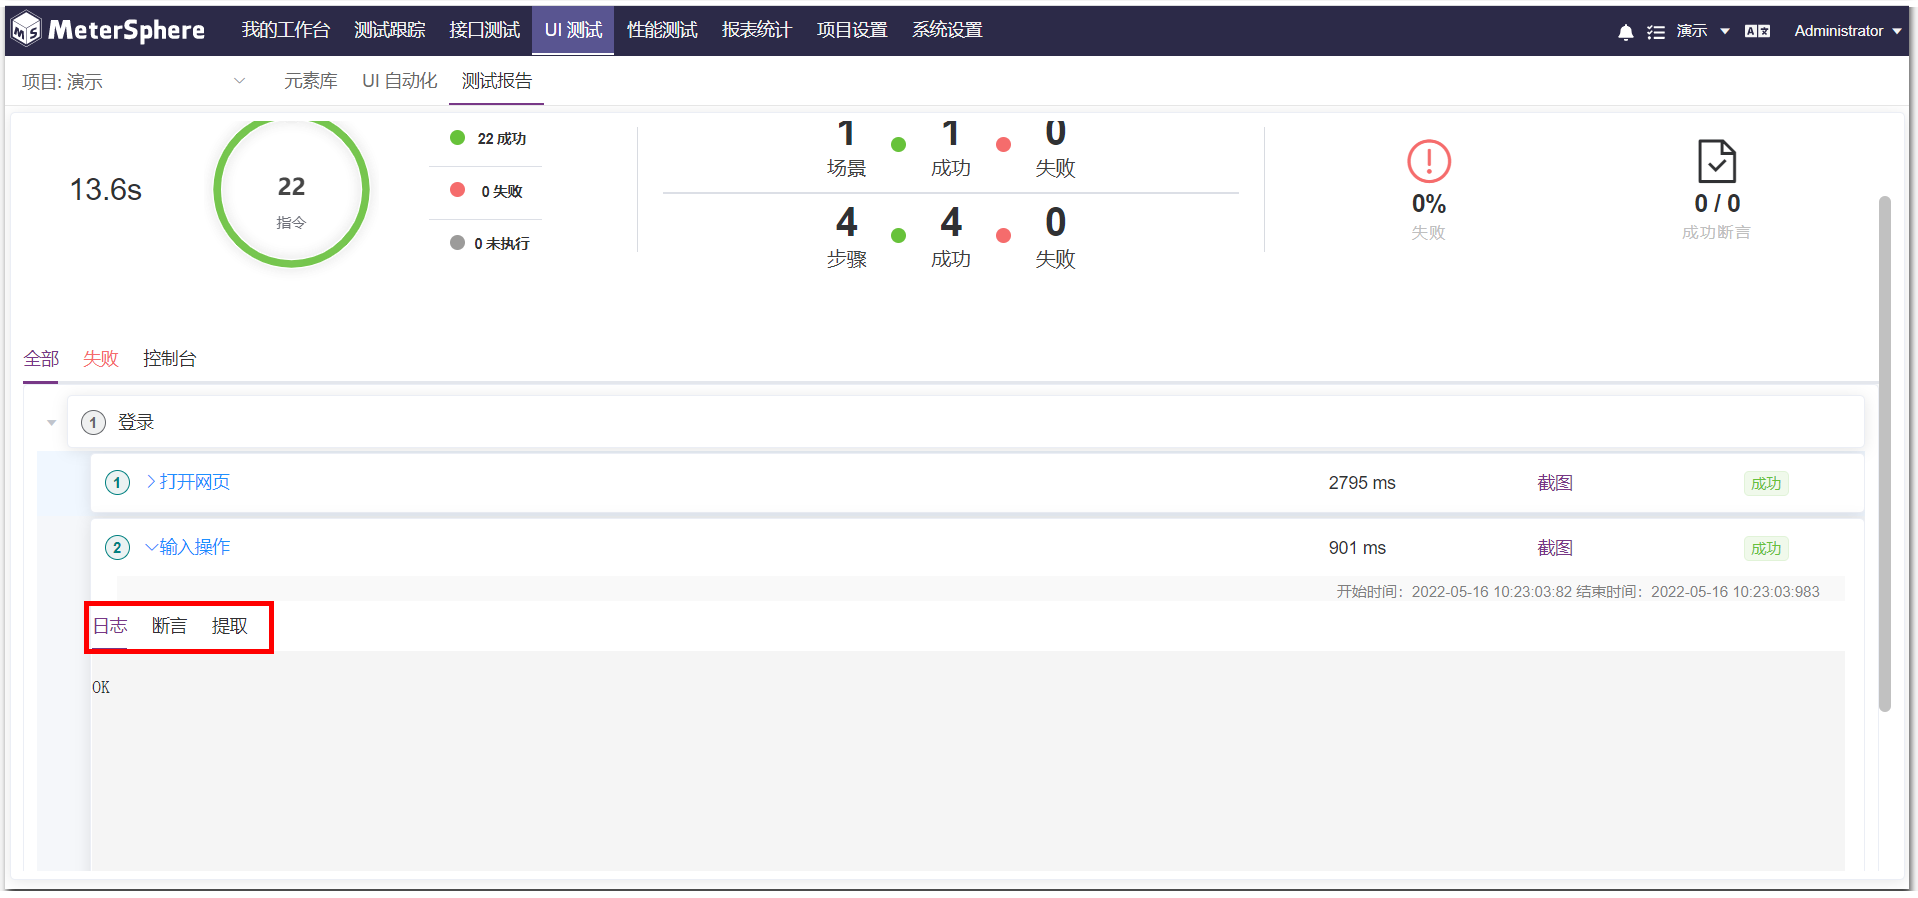 MeterSphere 我的工作台 测试跟踪 接口测试 UI 测试 性能测试 报表统计 项目设置 系统设置 演示 Administrator
项目: 演示 元素库 UI 自动化 测试报告
13.6s
22
指令
22 成功
0 失败
0 未执行
1 1 0
场景 成功 失败
4 4 0
步骤 成功 失败
0%
失败
0 / 0
成功断言
全部 失败 控制台
1 登录
1 打开网页 2795 ms 截图 成功
2 输入操作 901 ms 截图 成功
开始时间：2022-05-16 10:23:03:82 结束时间：2022-05-16 10:23:03:983
日志 断言 提取
OK